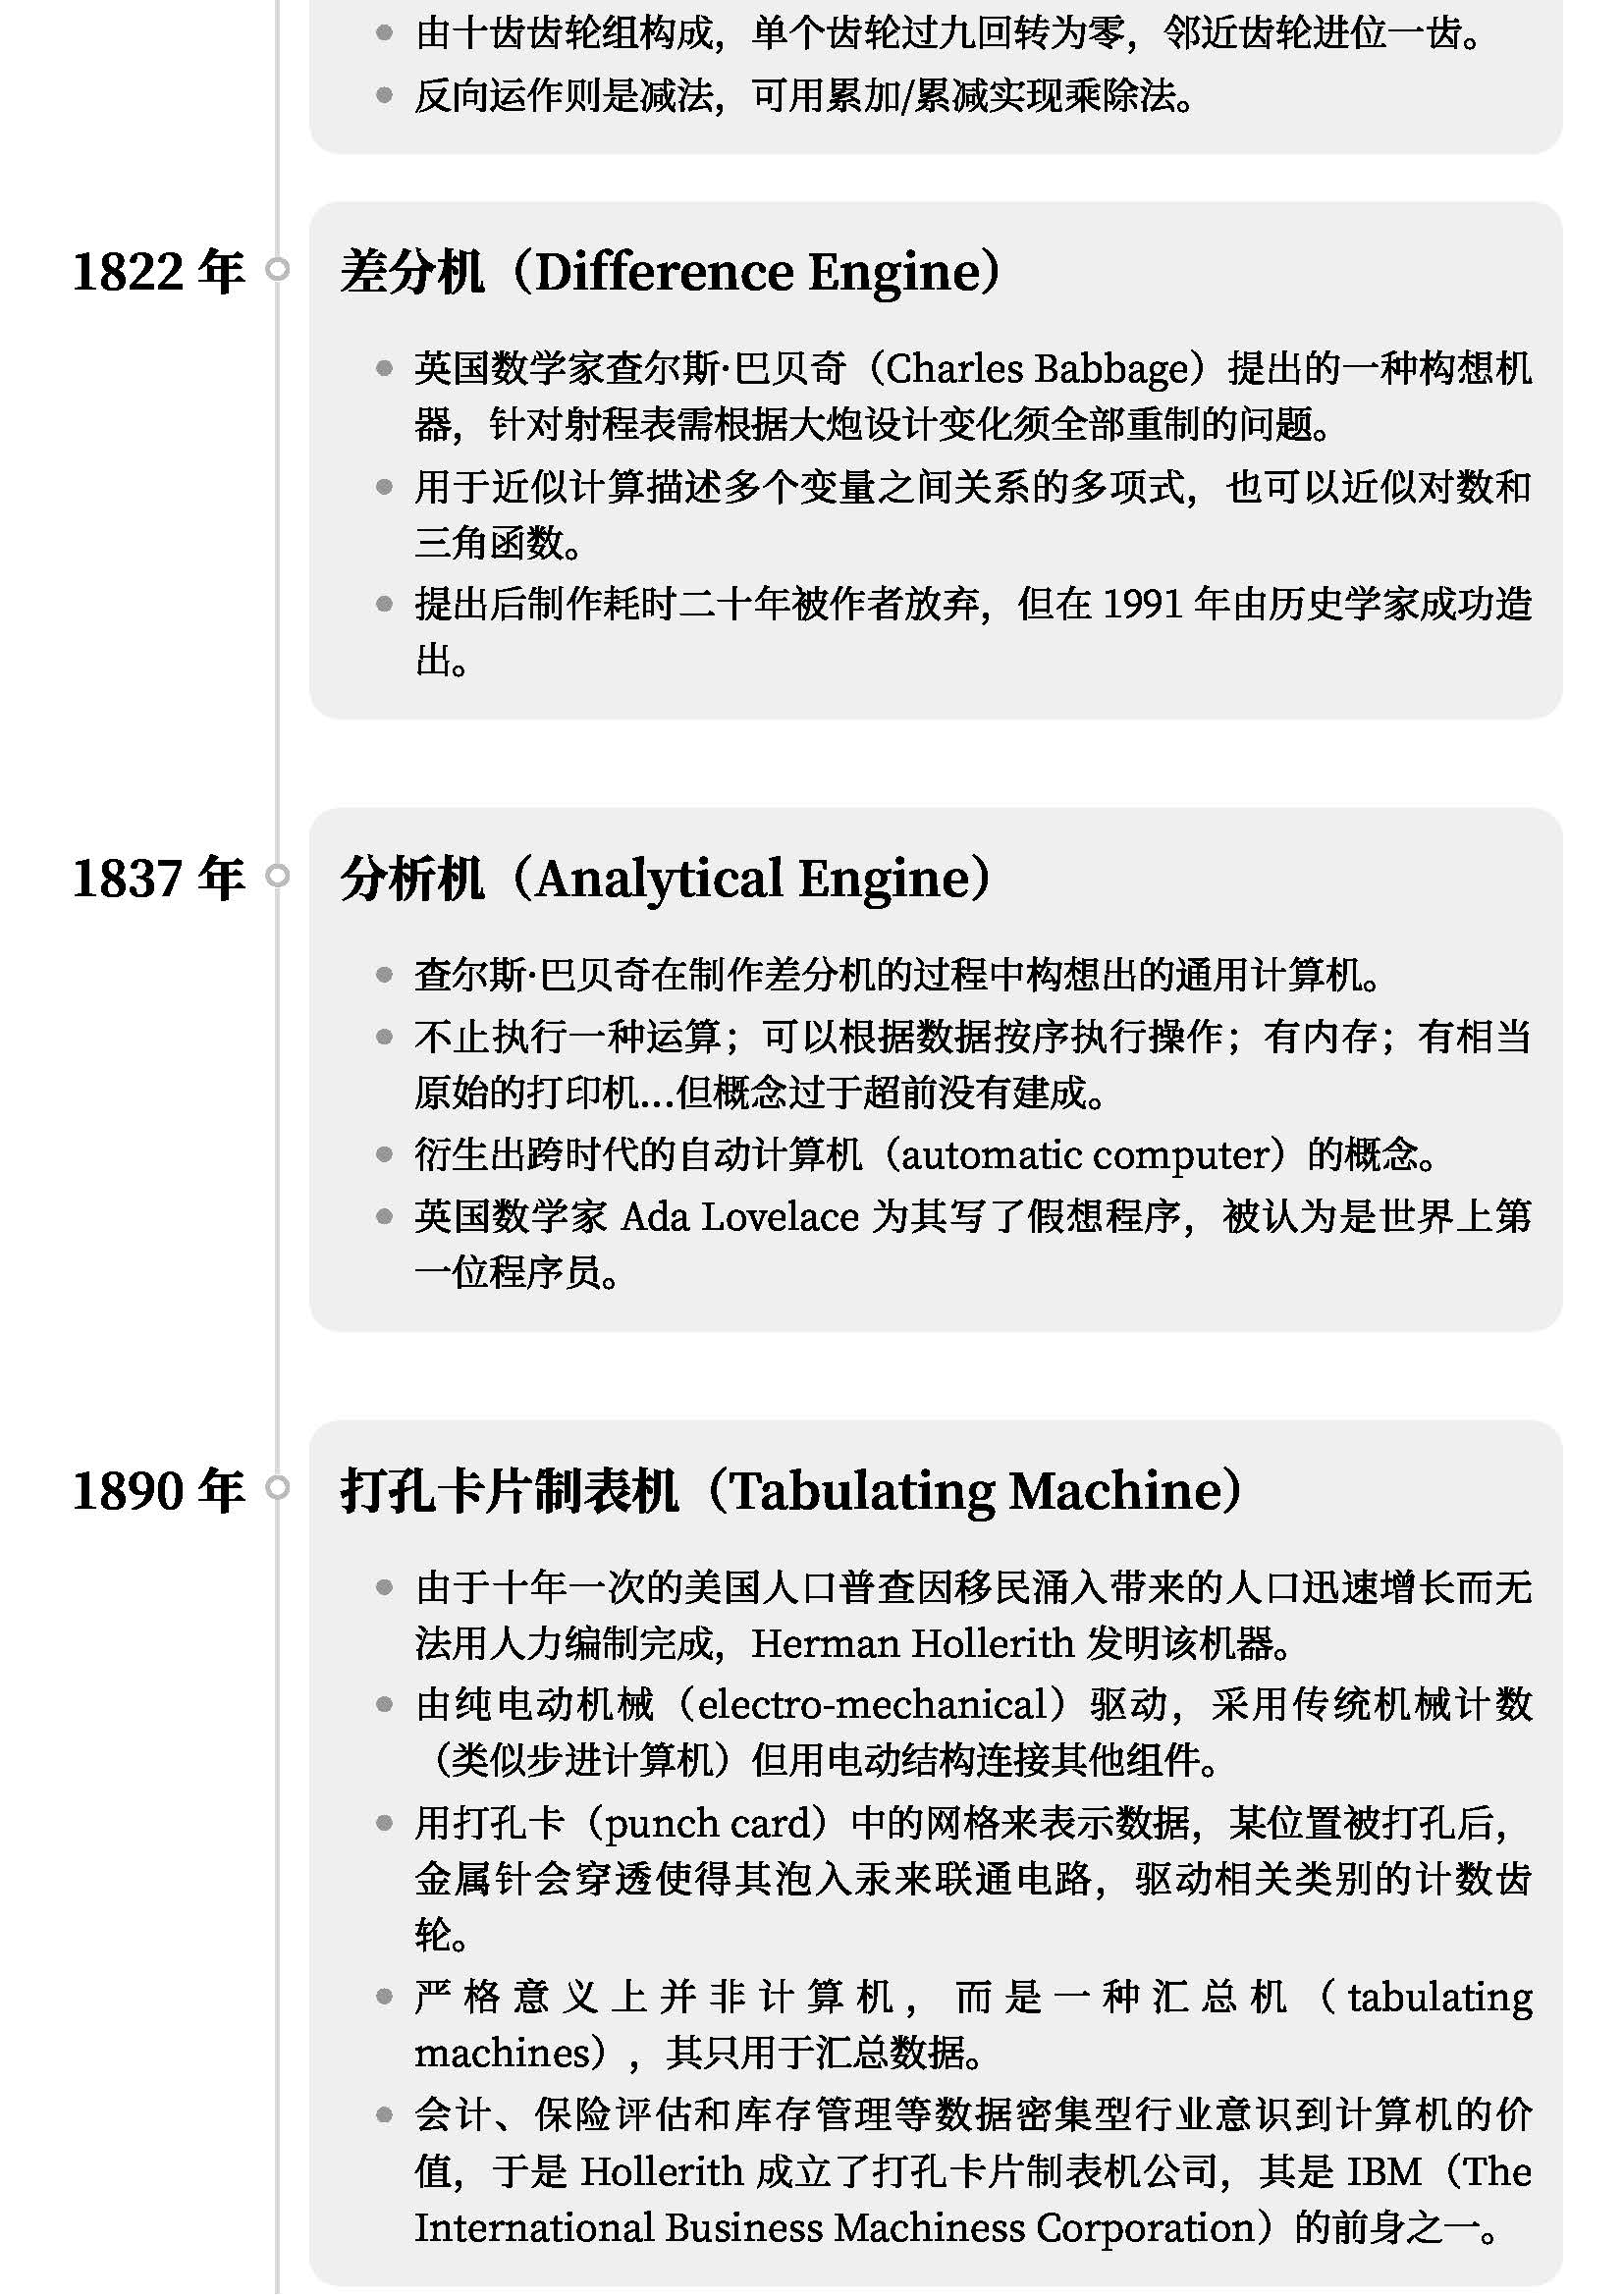 由十齿齿轮组构成，单个齿轮过九回转为零，邻近齿轮进位一齿。
反向运作则是减法，可用累加/累减实现乘除法。
1822 年
差分机（Difference Engine）
英国数学家查尔斯·巴贝奇（Charles Babbage）提出的一种构想机
器，针对射程表需根据大炮设计变化须全部重制的问题。
用于近似计算描述多个变量之间关系的多项式，也可以近似对数和
三角函数。
提出后制作耗时二十年被作者放弃，但在 1991 年由历史学家成功造
出。
1837 年
分析机（Analytical Engine）
查尔斯·巴贝奇在制作差分机的过程中构想出的通用计算机。
不止执行一种运算；可以根据数据按序执行操作；有内存；有相当
原始的打印机…但概念过于超前没有建成。
衍生出跨时代的自动计算机（automatic computer）的概念。
英国数学家 Ada Lovelace 为其写了假想程序，被认为是世界上第
一位程序员。
1890 年
打孔卡片制表机（Tabulating Machine）
由于十年一次的美国人口普查因移民涌入带来的人口迅速增长而无
法用人力编制完成，Herman Hollerith 发明该机器。
由纯电动机械（electro-mechanical）驱动，采用传统机械计数
（类似步进计算机）但用电动结构连接其他组件。
用打孔卡（punch card）中的网格来表示数据，某位置被打孔后，
金属针会穿透使得其泡入汞来联通电路，驱动相关类别的计数齿
轮。
严格意义上并非计算机，而是一种汇总机（tabulating
machines），其只用于汇总数据。
会计、保险评估和库存管理等数据密集型行业意识到计算机的价
值，于是 Hollerith 成立了打孔卡片制表机公司，其是 IBM（The
International Business Machiness Corporation）的前身之一。